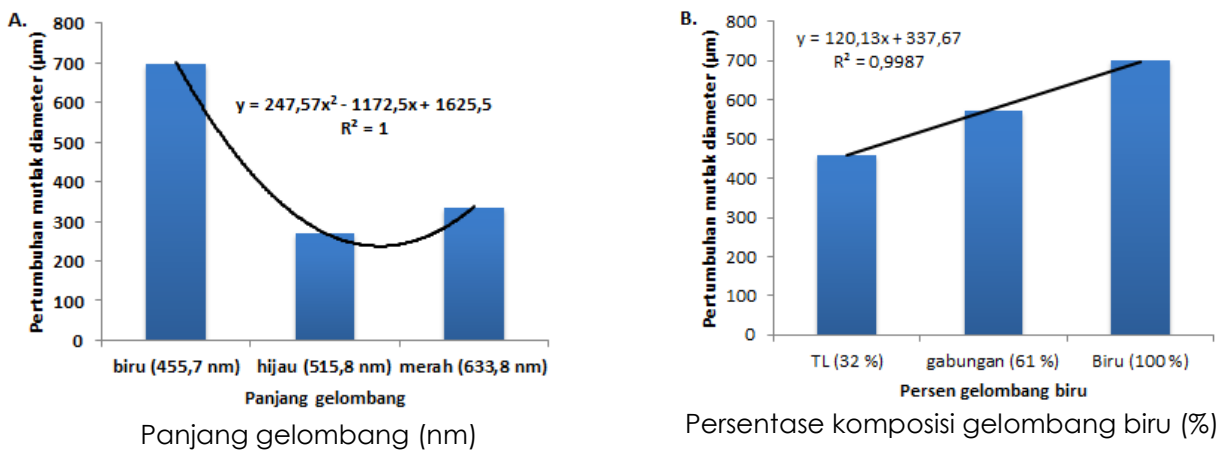 A.
Pertumbuhan mutlak diameter (µm)
800
700
600
500
400
300
200
100
0
y = 247,57x² - 1172,5x + 1625,5
R² = 1
biru (455,7 nm) hijau (515,8 nm) merah (633,8 nm)
Panjang gelombang
Panjang gelombang (nm)
B.
Pertumbuhan mutlak diameter (µm)
800
700
600
500
400
300
200
100
0
y = 120,13x + 337,67
R² = 0,9987
TL (32 %) gabungan (61 %) Biru (100 %)
Persen gelombang biru
Persentase komposisi gelombang biru (%)